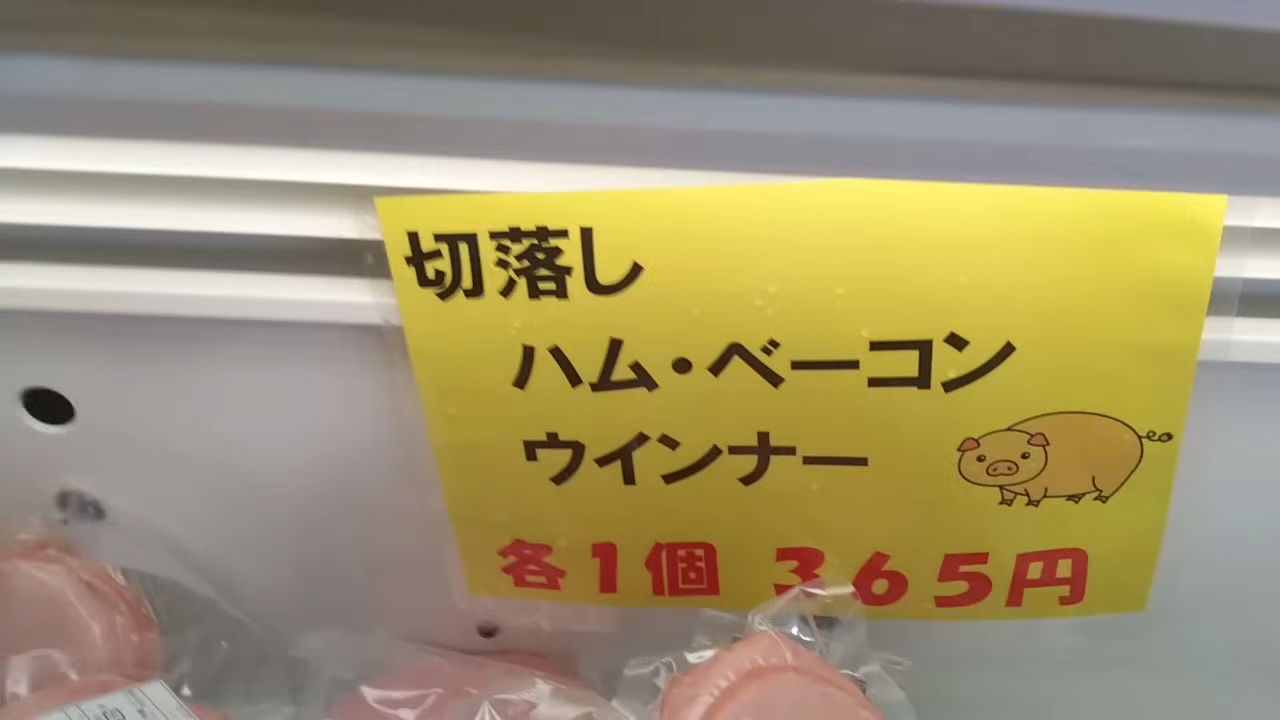 切落し
ハム・ベーコン
ウインナー
各1個 365円